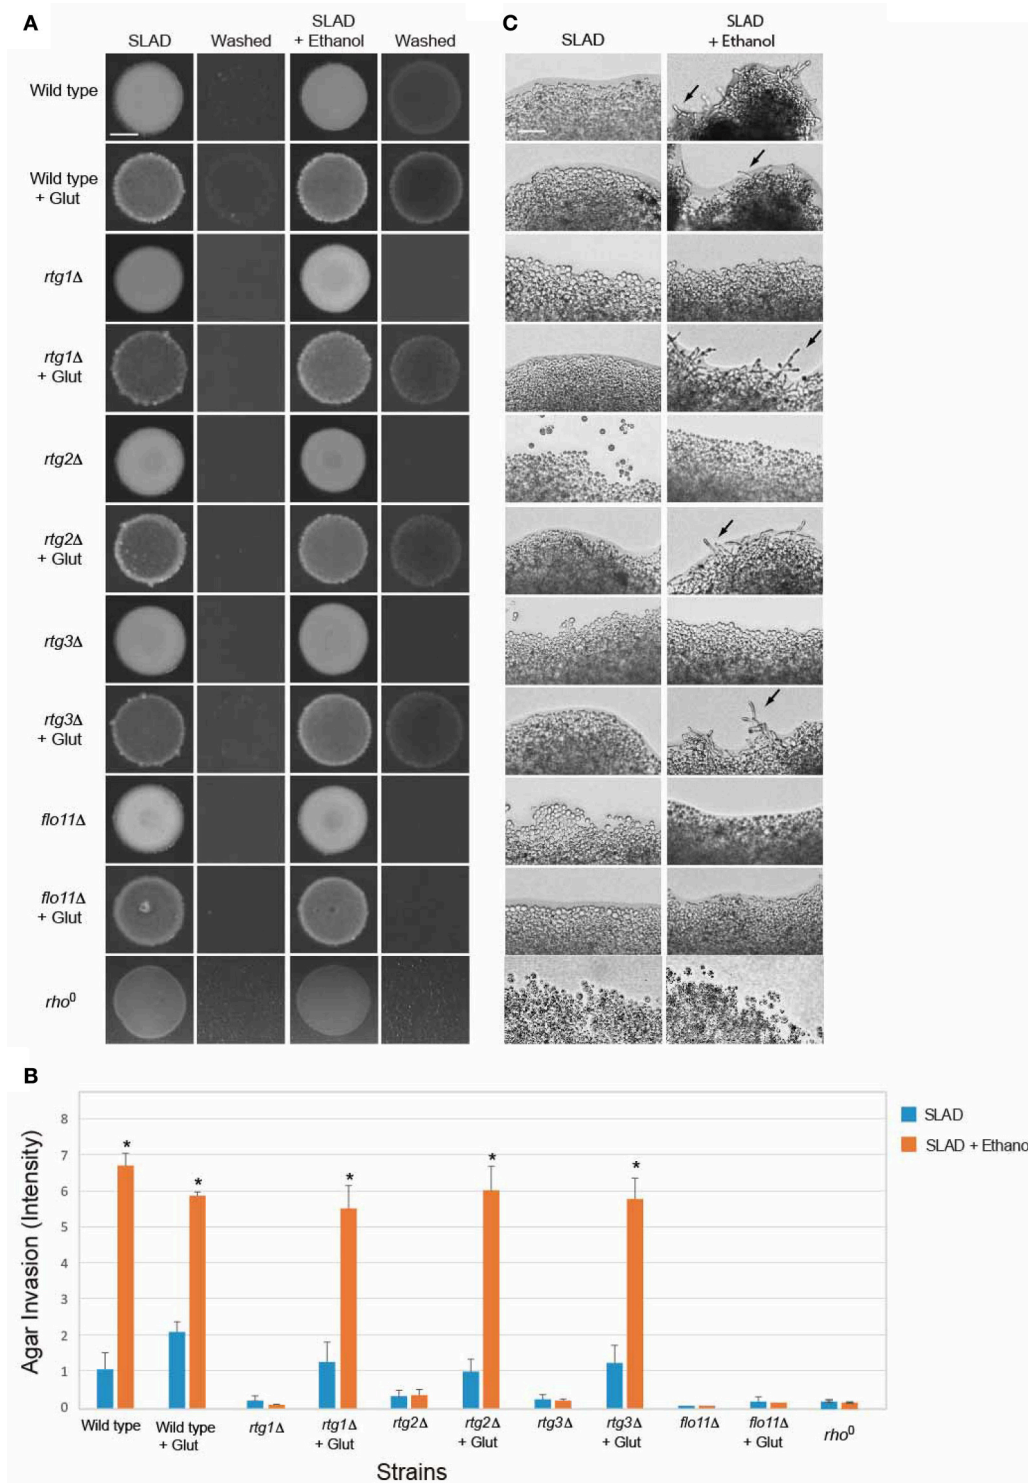 A
SLAD
Washed
SLAD
+ Ethanol
Washed
C
SLAD
SLAD
+ Ethanol
Wild type
Wild type
+ Glut
rtg1Δ
rtg1Δ
+ Glut
rtg2Δ
rtg2Δ
+ Glut
rtg3Δ
rtg3Δ
+ Glut
flo11Δ
flo11Δ
+ Glut
rho⁰
B
Agar Invasion (Intensity)
8
7
6
5
4
3
2
1
0
* * * * *
SLAD
SLAD + Ethano
Wild type
Wild type
+ Glut
rtg1Δ
rtg1Δ
+ Glut
rtg2Δ
rtg2Δ
+ Glut
rtg3Δ
rtg3Δ
+ Glut
flo11Δ
flo11Δ
+ Glut
rho⁰
Strains